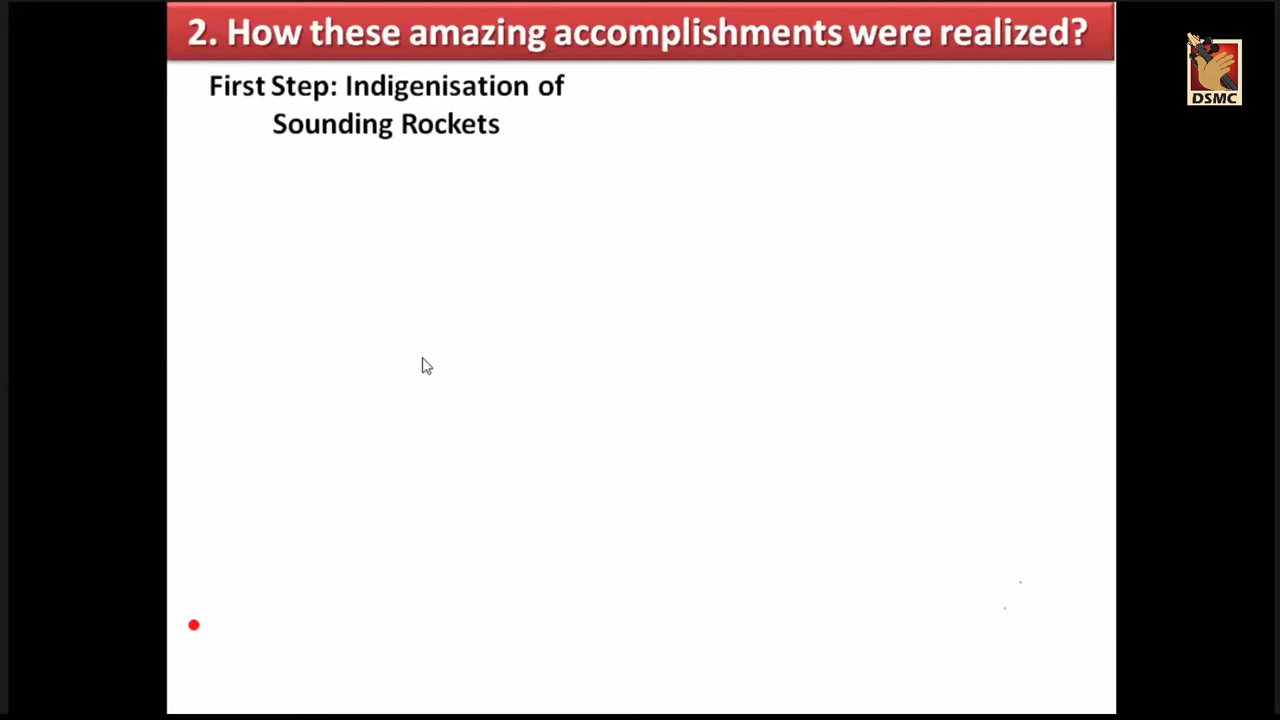 2. How these amazing accomplishments were realized?
First Step: Indigenisation of
Sounding Rockets
DSMC